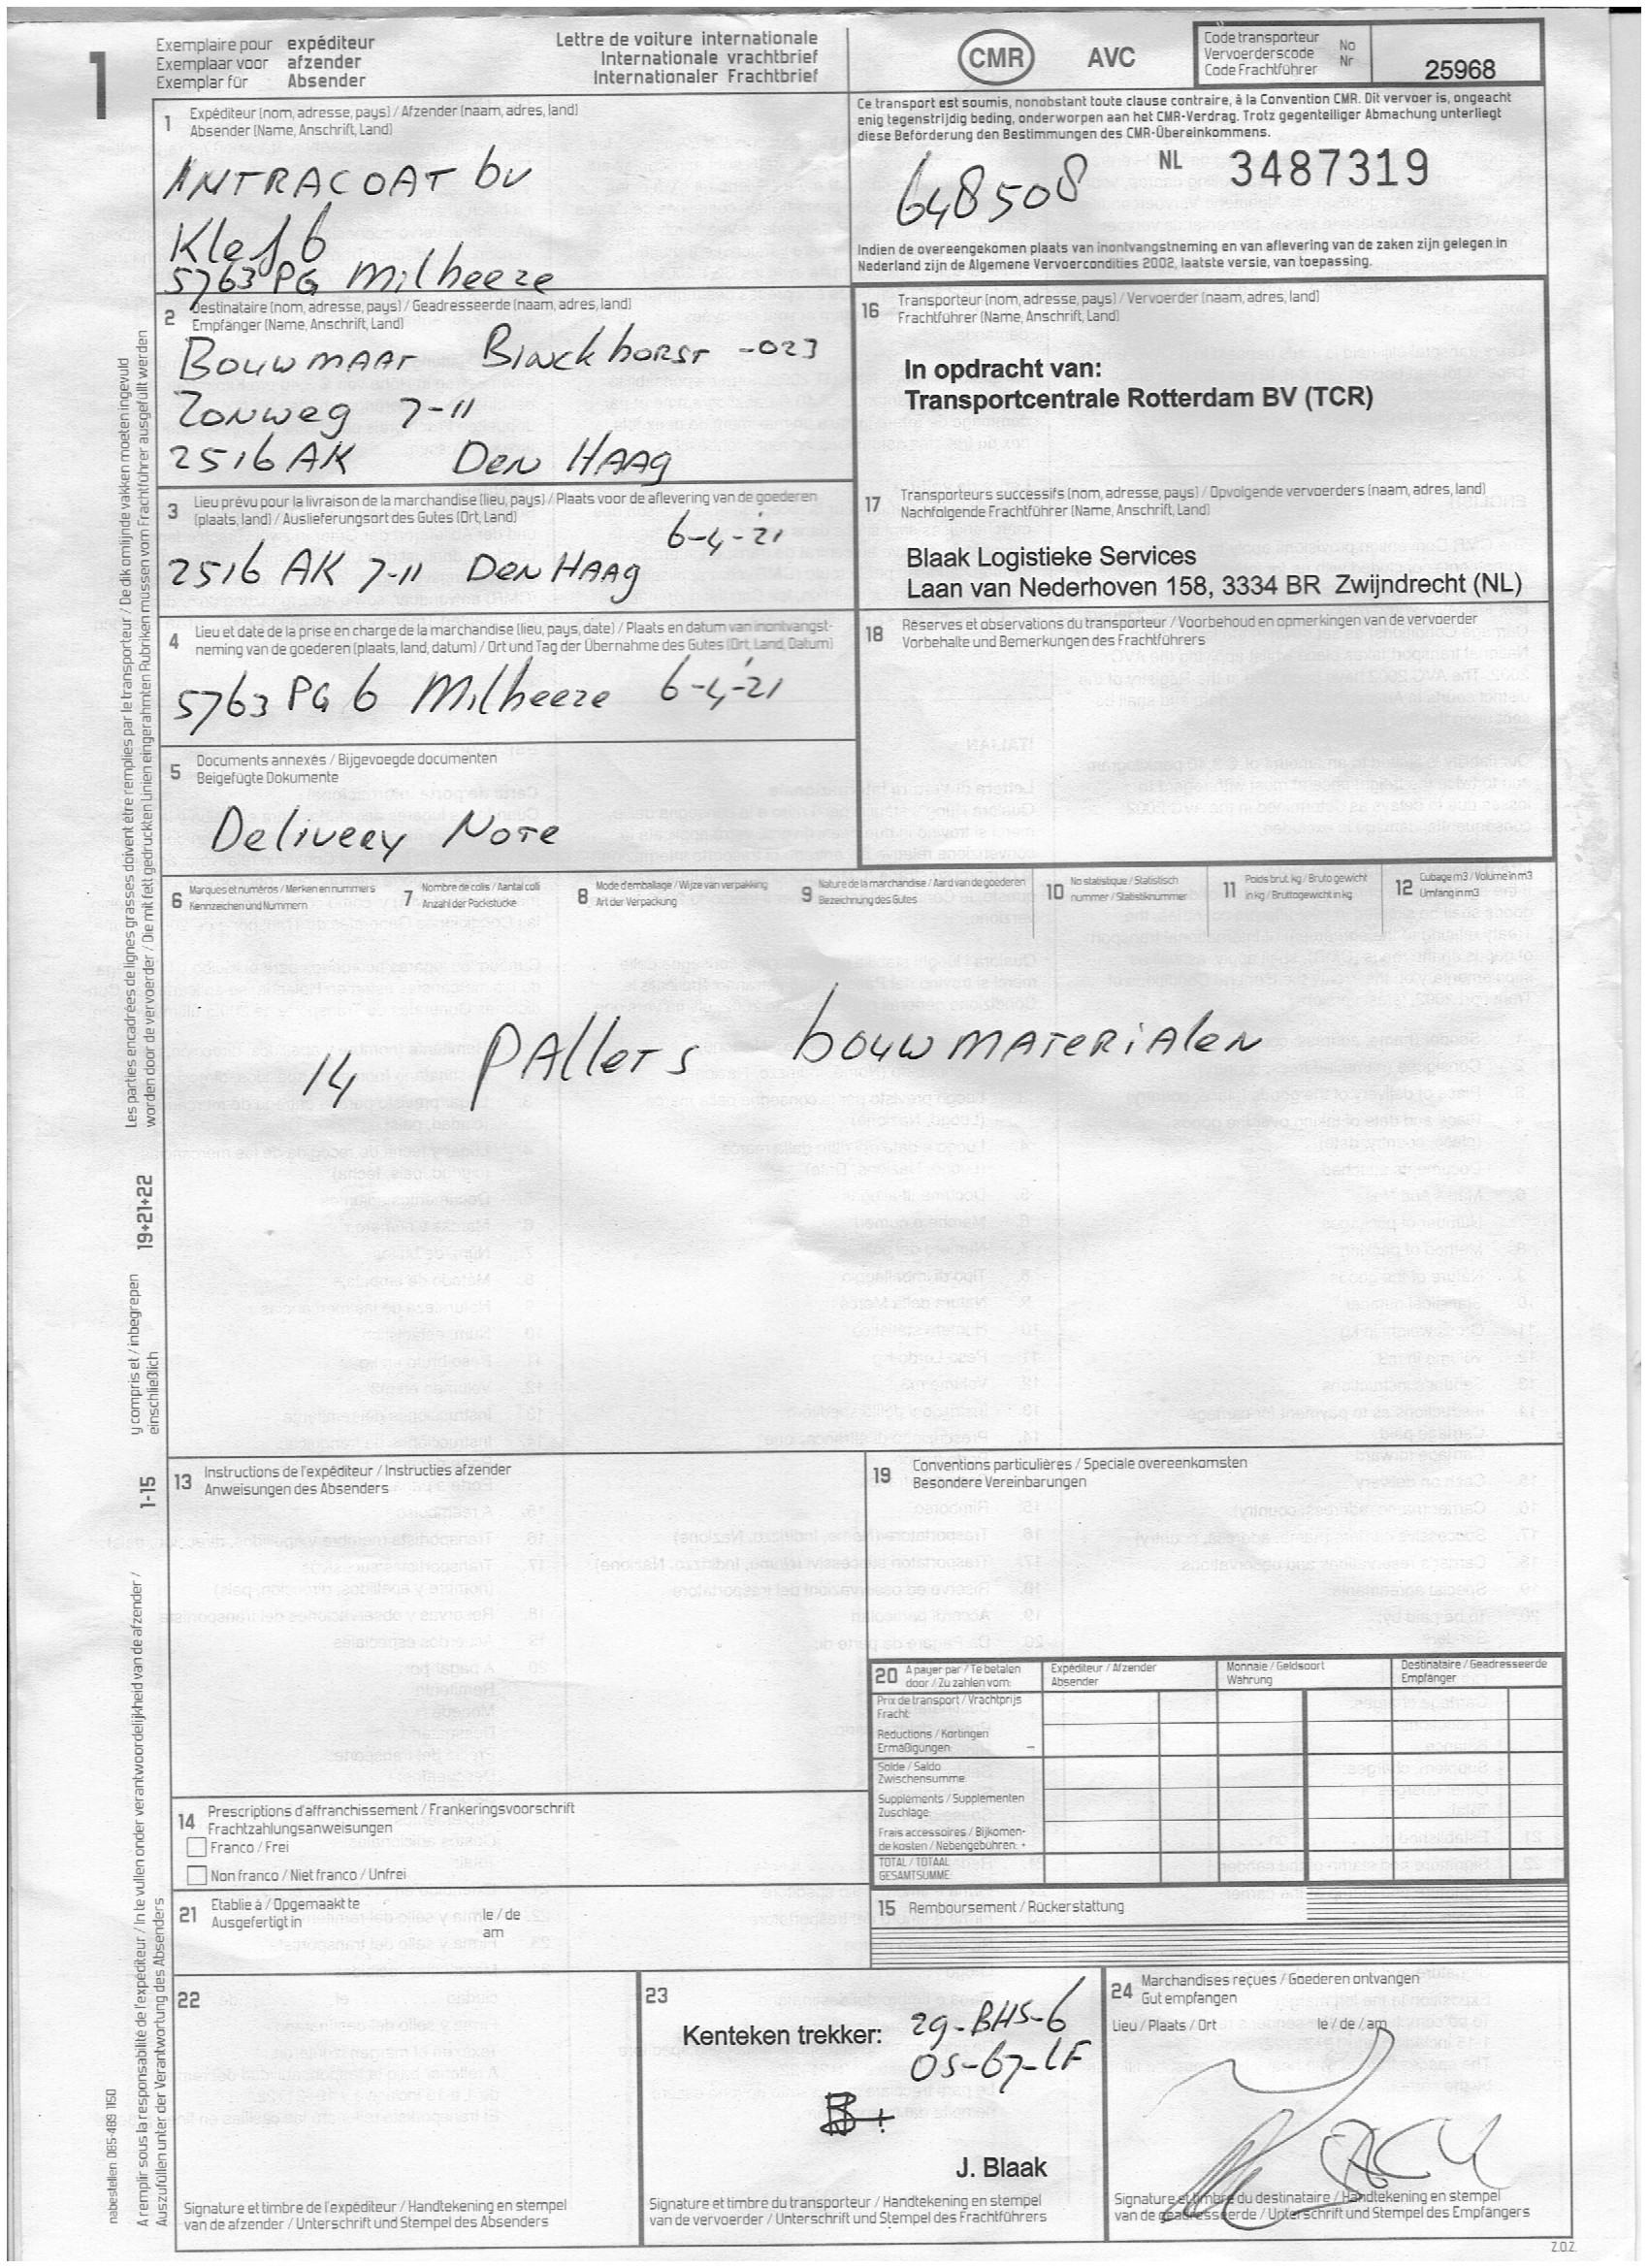 1
Exemplaire pour expéditeur
Exemplaar voor afzender
Exemplar für Absender
Lettre de voiture internationale
Internationale vrachtbrief
Internationaler Frachtbrief
CMR
AVC
Code transporteur
Vervoerderscode
Code Frachtführer
No
Nr
25968
1 Expéditeur (nom, adresse, pays) / Afzender (naam, adres, land)
Absender (Name, Anschrift, Land)
INTRACOAT bv
Klef 6
5763 PG Milheeze
Ce transport est soumis, nonobstant toute clause contraire, à la Convention CMR. Dit vervoer is, ongeacht
enig tegenstrijdig beding, onderworpen aan het CMR-Verdrag. Trotz gegenteiliger Abmachung unterliegt
diese Beförderung den Bestimmungen des CMR-Übereinkommens.
648508
NL 3487319
Indien de overeengekomen plaats van inontvangstneming en van aflevering van de zaken zijn gelegen in
Nederland zijn de Algemene Vervoercondities 2002, laatste versie, van toepassing.
2 Destinataire (nom, adresse, pays) / Geadresseerde (naam, adres, land)
Empfänger (Name, Anschrift, Land)
Bouwmaat Binckhorst -023
Zonweg 7-11
2516 AK Den Haag
16 Transporteur (nom, adresse, pays) / Vervoerder (naam, adres, land)
Frachtführer (Name, Anschrift, Land)
In opdracht van:
Transportcentrale Rotterdam BV (TCR)
3 Lieu prévu pour la livraison de la marchandise (lieu, pays) / Plaats voor de aflevering van de goederen
(plaats, land) / Auslieferungsort des Gutes (Ort, Land)
6-4-'21
2516 AK 7-11 Den Haag
17 Transporteurs successifs (nom, adresse, pays) / Opvolgende vervoerders (naam, adres, land)
Nachfolgende Frachtführer (Name, Anschrift, Land)
Blaak Logistieke Services
Laan van Nederhoven 158, 3334 BR Zwijndrecht (NL)
4 Lieu et date de la prise en charge de la marchandise (lieu, pays, date) / Plaats en datum van inontvangst-
neming van de goederen (plaats, land, datum) / Ort und Tag der Übernahme des Gutes (Ort, Land, Datum)
5763 PG 6 Milheeze 6-4-'21
18 Réserves et observations du transporteur / Voorbehoud en opmerkingen van de vervoerder
Vorbehalte und Bemerkungen des Frachtführers
5 Documents annexés / Bijgevoegde documenten
Beigefügte Dokumente
Delivery Note
6 Marques et numéros / Merken en nummers
Kennzeichen und Nummern
7 Nombre de colis / Aantal colli
Anzahl der Packstücke
8 Mode d'emballage / Wijze van verpakking
Art der Verpackung
9 Nature de la marchandise / Aard van de goederen
Bezeichnung des Gutes
10 No statistique / Statistisch
nummer / Statistiknummer
11 Poids brut, kg / Bruto gewicht
in kg / Bruttogewicht in kg
12 Cubage m3 / Volume in m3
Umfang in m3
14 pallets bouwmaterialen
13 Instructions de l'expéditeur / Instructies afzender
Anweisungen des Absenders
19 Conventions particulières / Speciale overeenkomsten
Besondere Vereinbarungen
20 A payer par / Te betalen
door / Zu zahlen vom:
Expéditeur / Afzender
Absender
Monnaie / Geldsoort
Währung
Destinataire / Geadresseerde
Empfänger
Prix de transport / Vrachtprijs
Fracht:
Réductions / Kortingen
Ermäßigungen: –
Solde / Saldo
Zwischensumme:
Suppléments / Supplementen
Zuschläge:
Frais accessoires / Bijkomen-
de kosten / Nebengebühren: +
TOTAL / TOTAAL
GESAMTSUMME
14 Prescriptions d'affranchissement / Frankeringsvoorschrift
Frachtzahlungsanweisungen
Franco / Frei
Non franco / Niet franco / Unfrei
21 Etablie à / Opgemaakt te
Ausgefertigt in
le / de
am
15 Remboursement / Rückerstattung
22
Signature et timbre de l'expéditeur / Handtekening en stempel
van de afzender / Unterschrift und Stempel des Absenders
23
Kenteken trekker: 29-BHS-6
OS-67-LF
J. Blaak
Signature et timbre du transporteur / Handtekening en stempel
van de vervoerder / Unterschrift und Stempel des Frachtführers
24 Marchandises reçues / Goederen ontvangen
Gut empfangen
Lieu / Plaats / Ort le / de / am
Signature et timbre du destinataire / Handtekening en stempel
van de geadresseerde / Unterschrift und Stempel des Empfängers
Z.O.Z.
Les parties encadrées de lignes grasses doivent être remplies par le transporteur / De dik omlijnde vakken moeten ingevuld
worden door de vervoerder / Die mit fett gedruckten Linien eingerahmten Rubriken müssen vom Frachtführer ausgefüllt werden
19+21+22
y compris et / inbegrepen
einschließlich
1-15
A remplir sous la responsabilité de l'expéditeur / In te vullen onder verantwoordelijkheid van de afzender /
Auszufüllen unter der Verantwortung des Absenders
nabestellen 085-489 1150